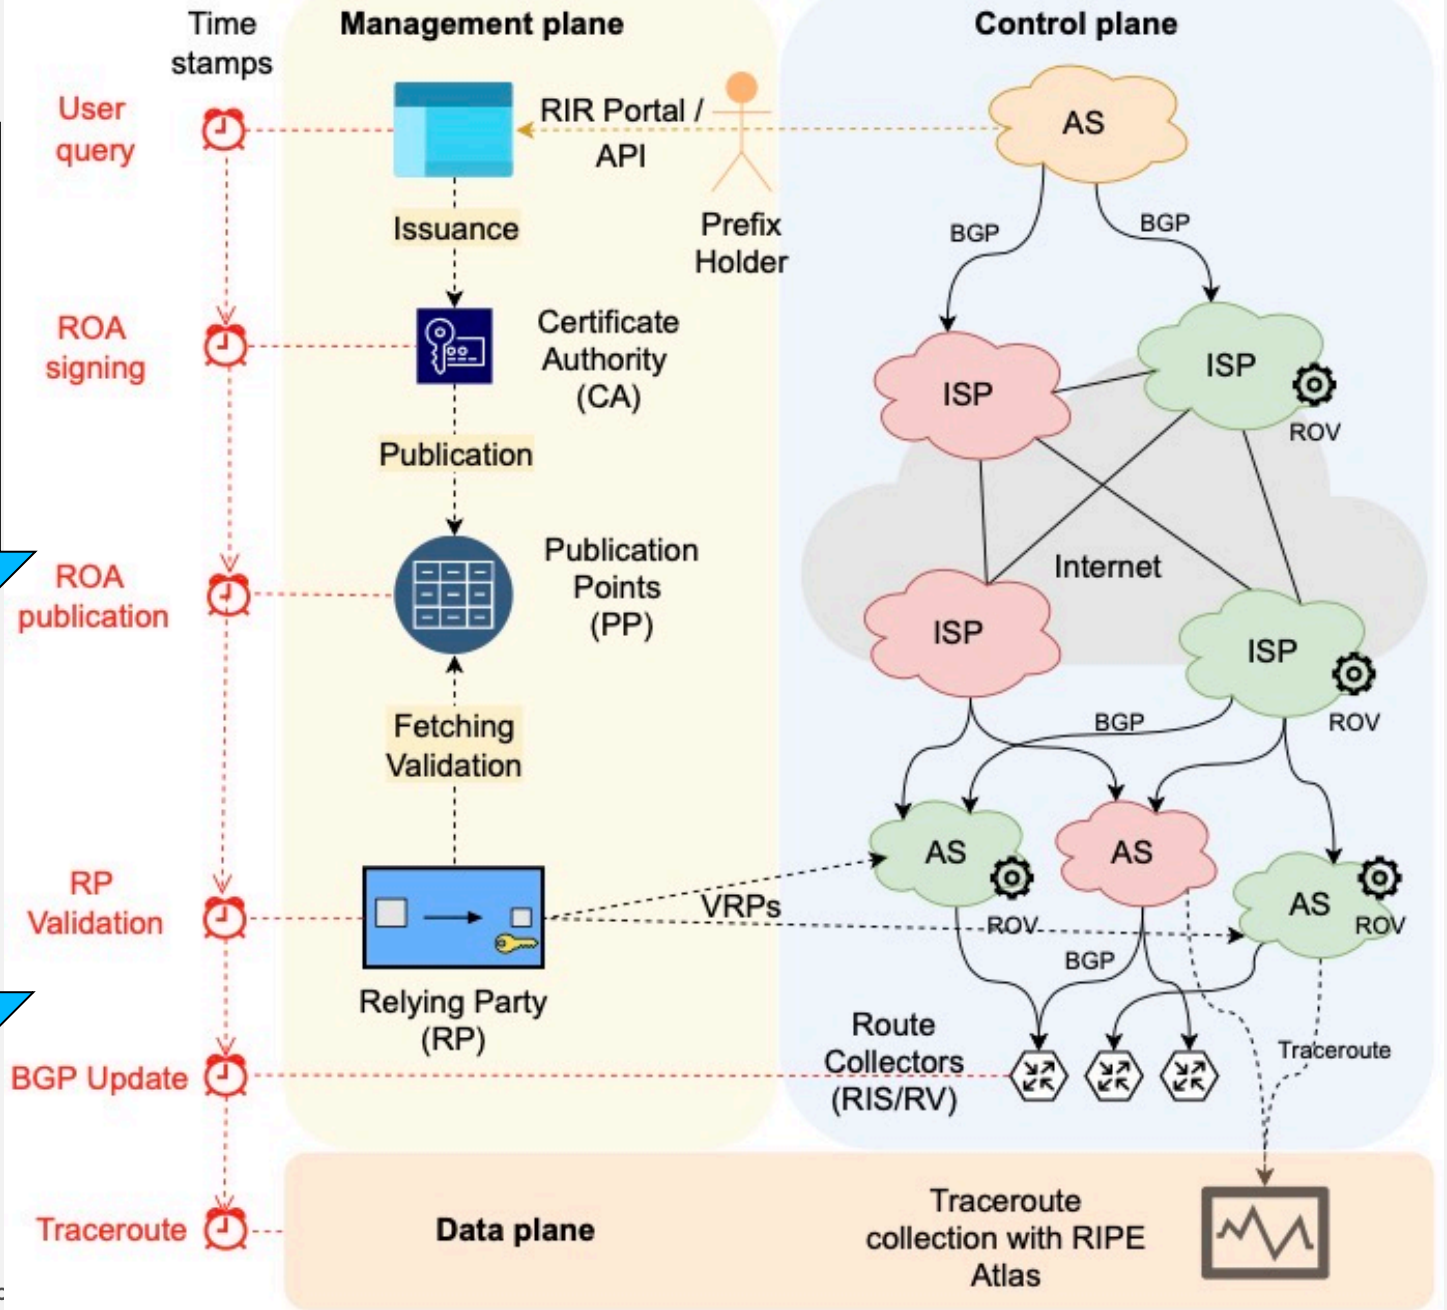 Time
stamps
Management plane
Control plane
User
query
RIR Portal /
API
AS
Prefix
Holder
Issuance
BGP
BGP
ROA
signing
Certificate
Authority
(CA)
ISP
ISP
ROV
Publication
ROA
publication
Publication
Points
(PP)
Internet
ISP
ISP
ROV
Fetching
Validation
BGP
RP
Validation
VRPs
AS
ROV
AS
AS
ROV
BGP
Relying Party
(RP)
Route
Collectors
(RIS/RV)
Traceroute
BGP Update
Traceroute
Data plane
Traceroute
collection with RIPE
Atlas